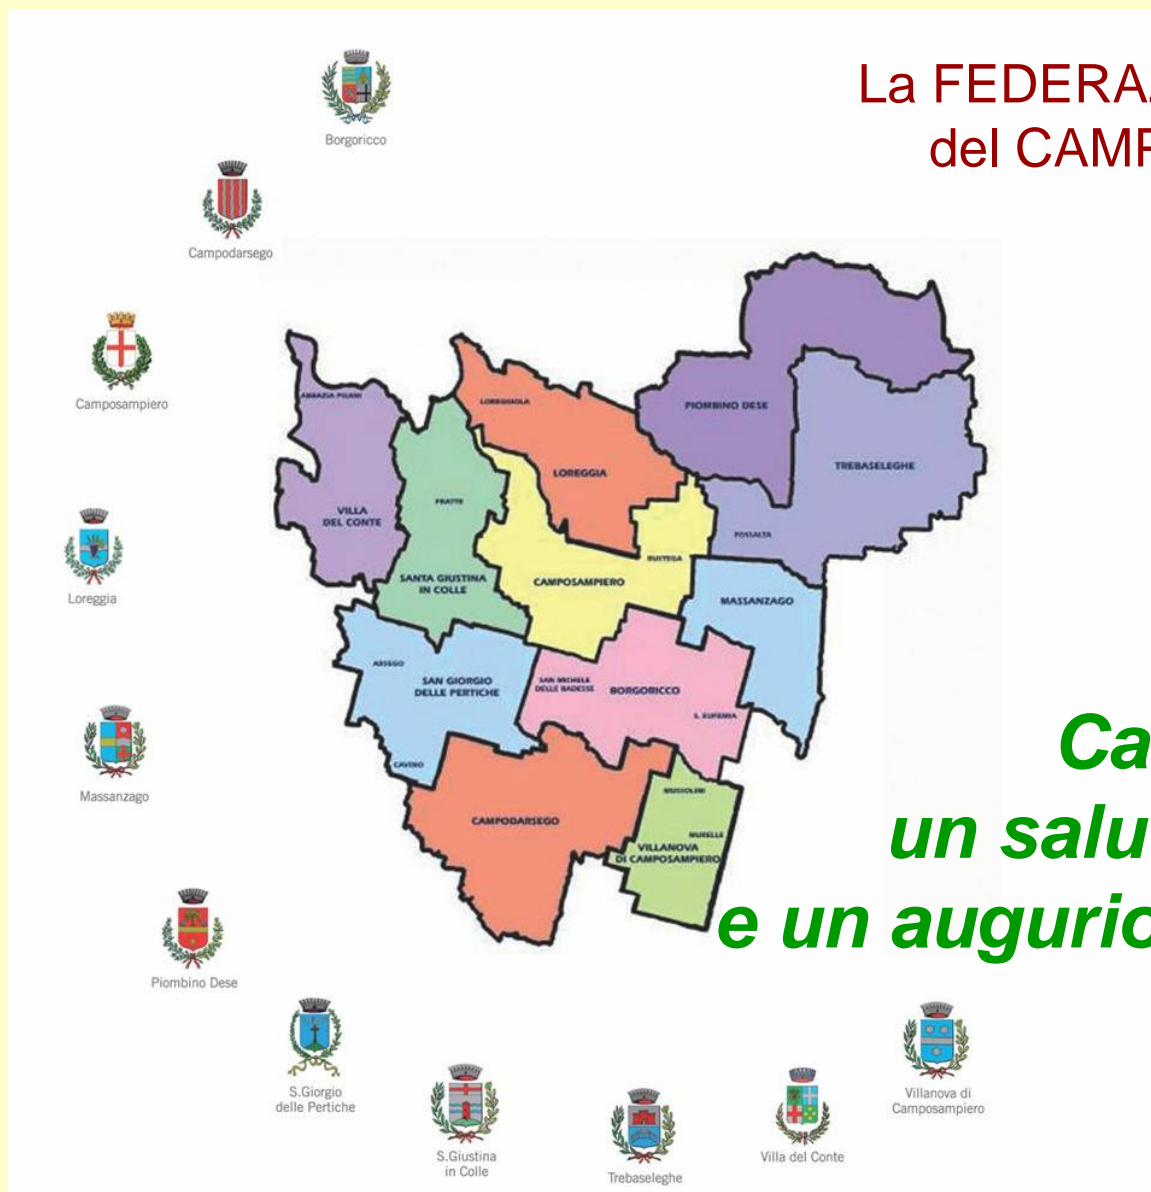 La FEDERA
del CAMP
Borgoricco
Campodarsego
Camposampiero
Loreggia
Massanzago
Piombino Dese
S.Giorgio
delle Pertiche
S.Giustina
in Colle
Trebaseleghe
Villa del Conte
Villanova di
Camposampiero
ABBAZIA PISANI
LOREGGIOLA
PIOMBINO DESE
TREBASELEGHE
LOREGGIA
FRATTE
VILLA
DEL CONTE
FOSSALTA
RUSTEGA
SANTA GIUSTINA
IN COLLE
CAMPOSAMPIERO
MASSANZAGO
ARSEGO
SAN GIORGIO
DELLE PERTICHE
SAN MICHELE
DELLE BADESSE
BORGORICCO
S. EUFEMIA
CAVINO
MUSSOLINI
CAMPODARSEGO
MURELLE
VILLANOVA
DI CAMPOSAMPIERO
Ca
un salu
e un augurio